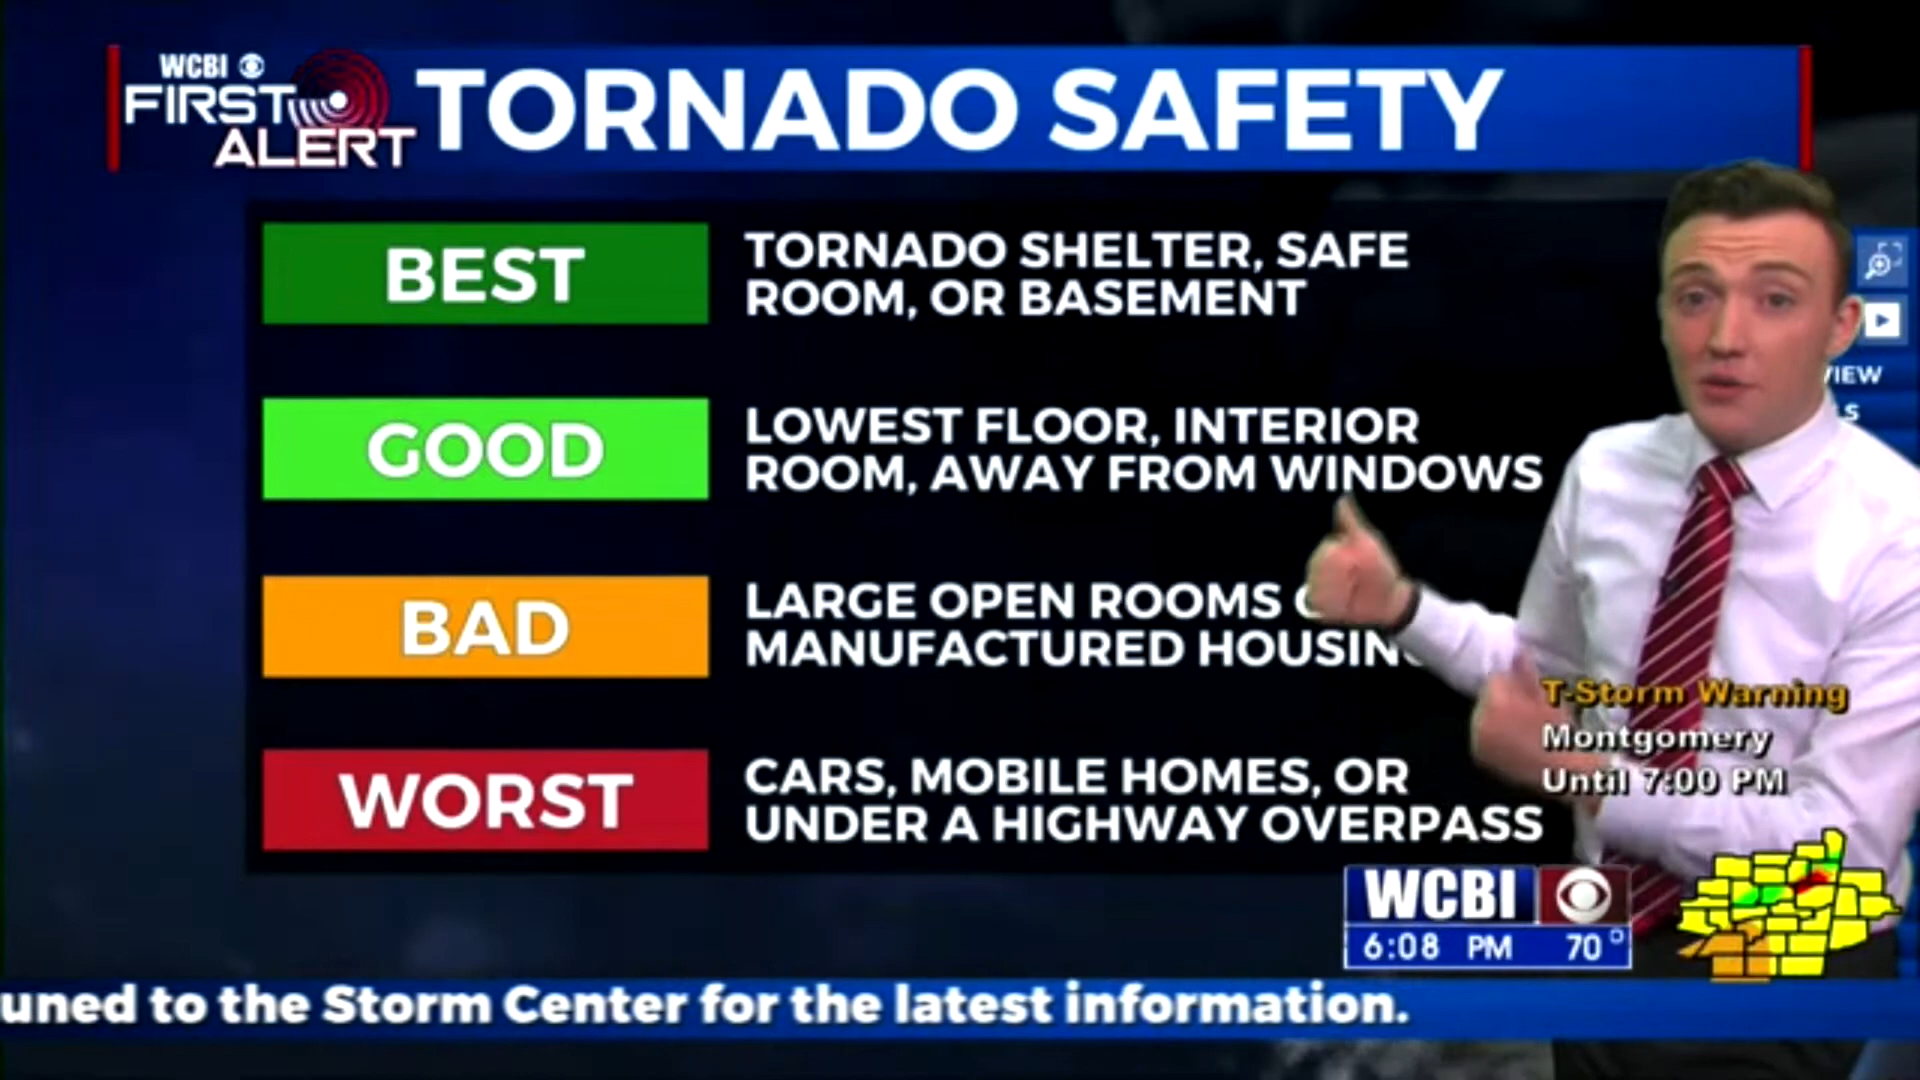 WCBI
FIRST
ALERT
TORNADO SAFETY
BEST
TORNADO SHELTER, SAFE
ROOM, OR BASEMENT
GOOD
LOWEST FLOOR, INTERIOR
ROOM, AWAY FROM WINDOWS
BAD
LARGE OPEN ROOMS
MANUFACTURED
WORST
CARS, MOBILE HOMES, OR
UNDER A HIGHWAY OVERPASS
T-Storm Warning
Montgomery
Until 7:00 PM
WCBI
6:08 PM 70°
to the Storm Center for the latest information.